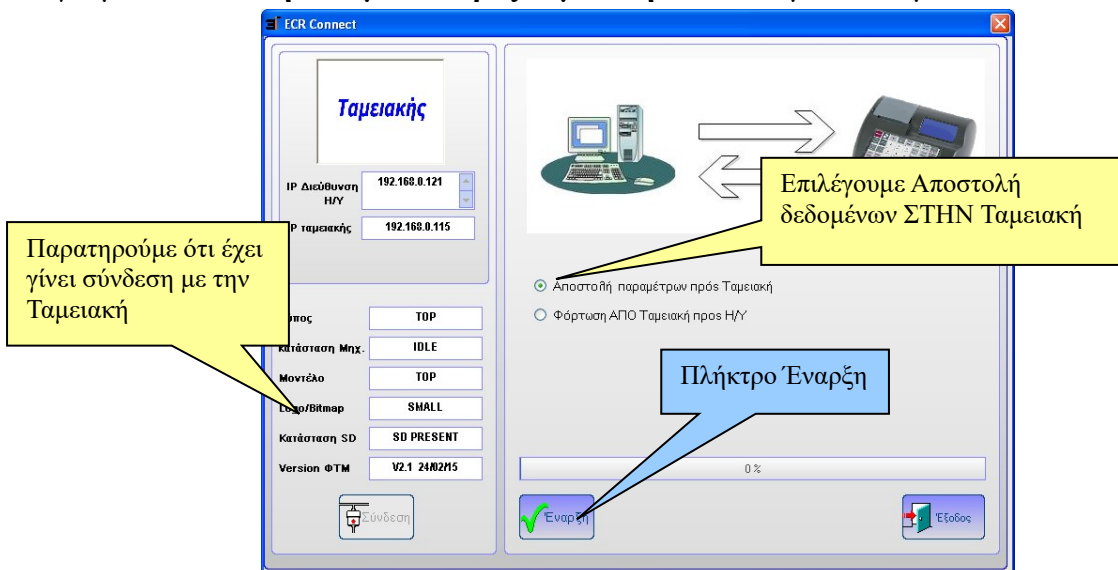 ECR Connect
Ταμειακής
IP Διεύθυνση
Η/Υ
192.168.0.121
ταμειακής
192.168.0.115
Παρατηρούμε ότι έχει
γίνει σύνδεση με την
Ταμειακή
Επιλέγουμε Αποστολή
δεδομένων ΣΤΗΝ Ταμειακή
Αποστολή παραμέτρων πρός Ταμειακή
Φόρτωση ΑΠΟ Ταμειακή προς Η/Υ
TOP
Κατάσταση Μηχ.
IDLE
Μοντέλο
TOP
Logo/Bitmap
SMALL
Κατάσταση SD
SD PRESENT
Version ΦΤΜ
V2.1 24/02/15
Πλήκτρο Έναρξη
0 %
Σύνδεση
Έναρξη
Έξοδος